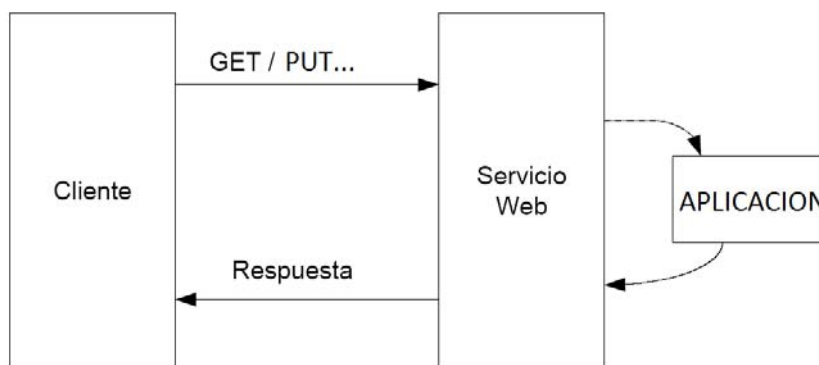 GET / PUT...
Cliente
Servicio
Web
APLICACION
Respuesta